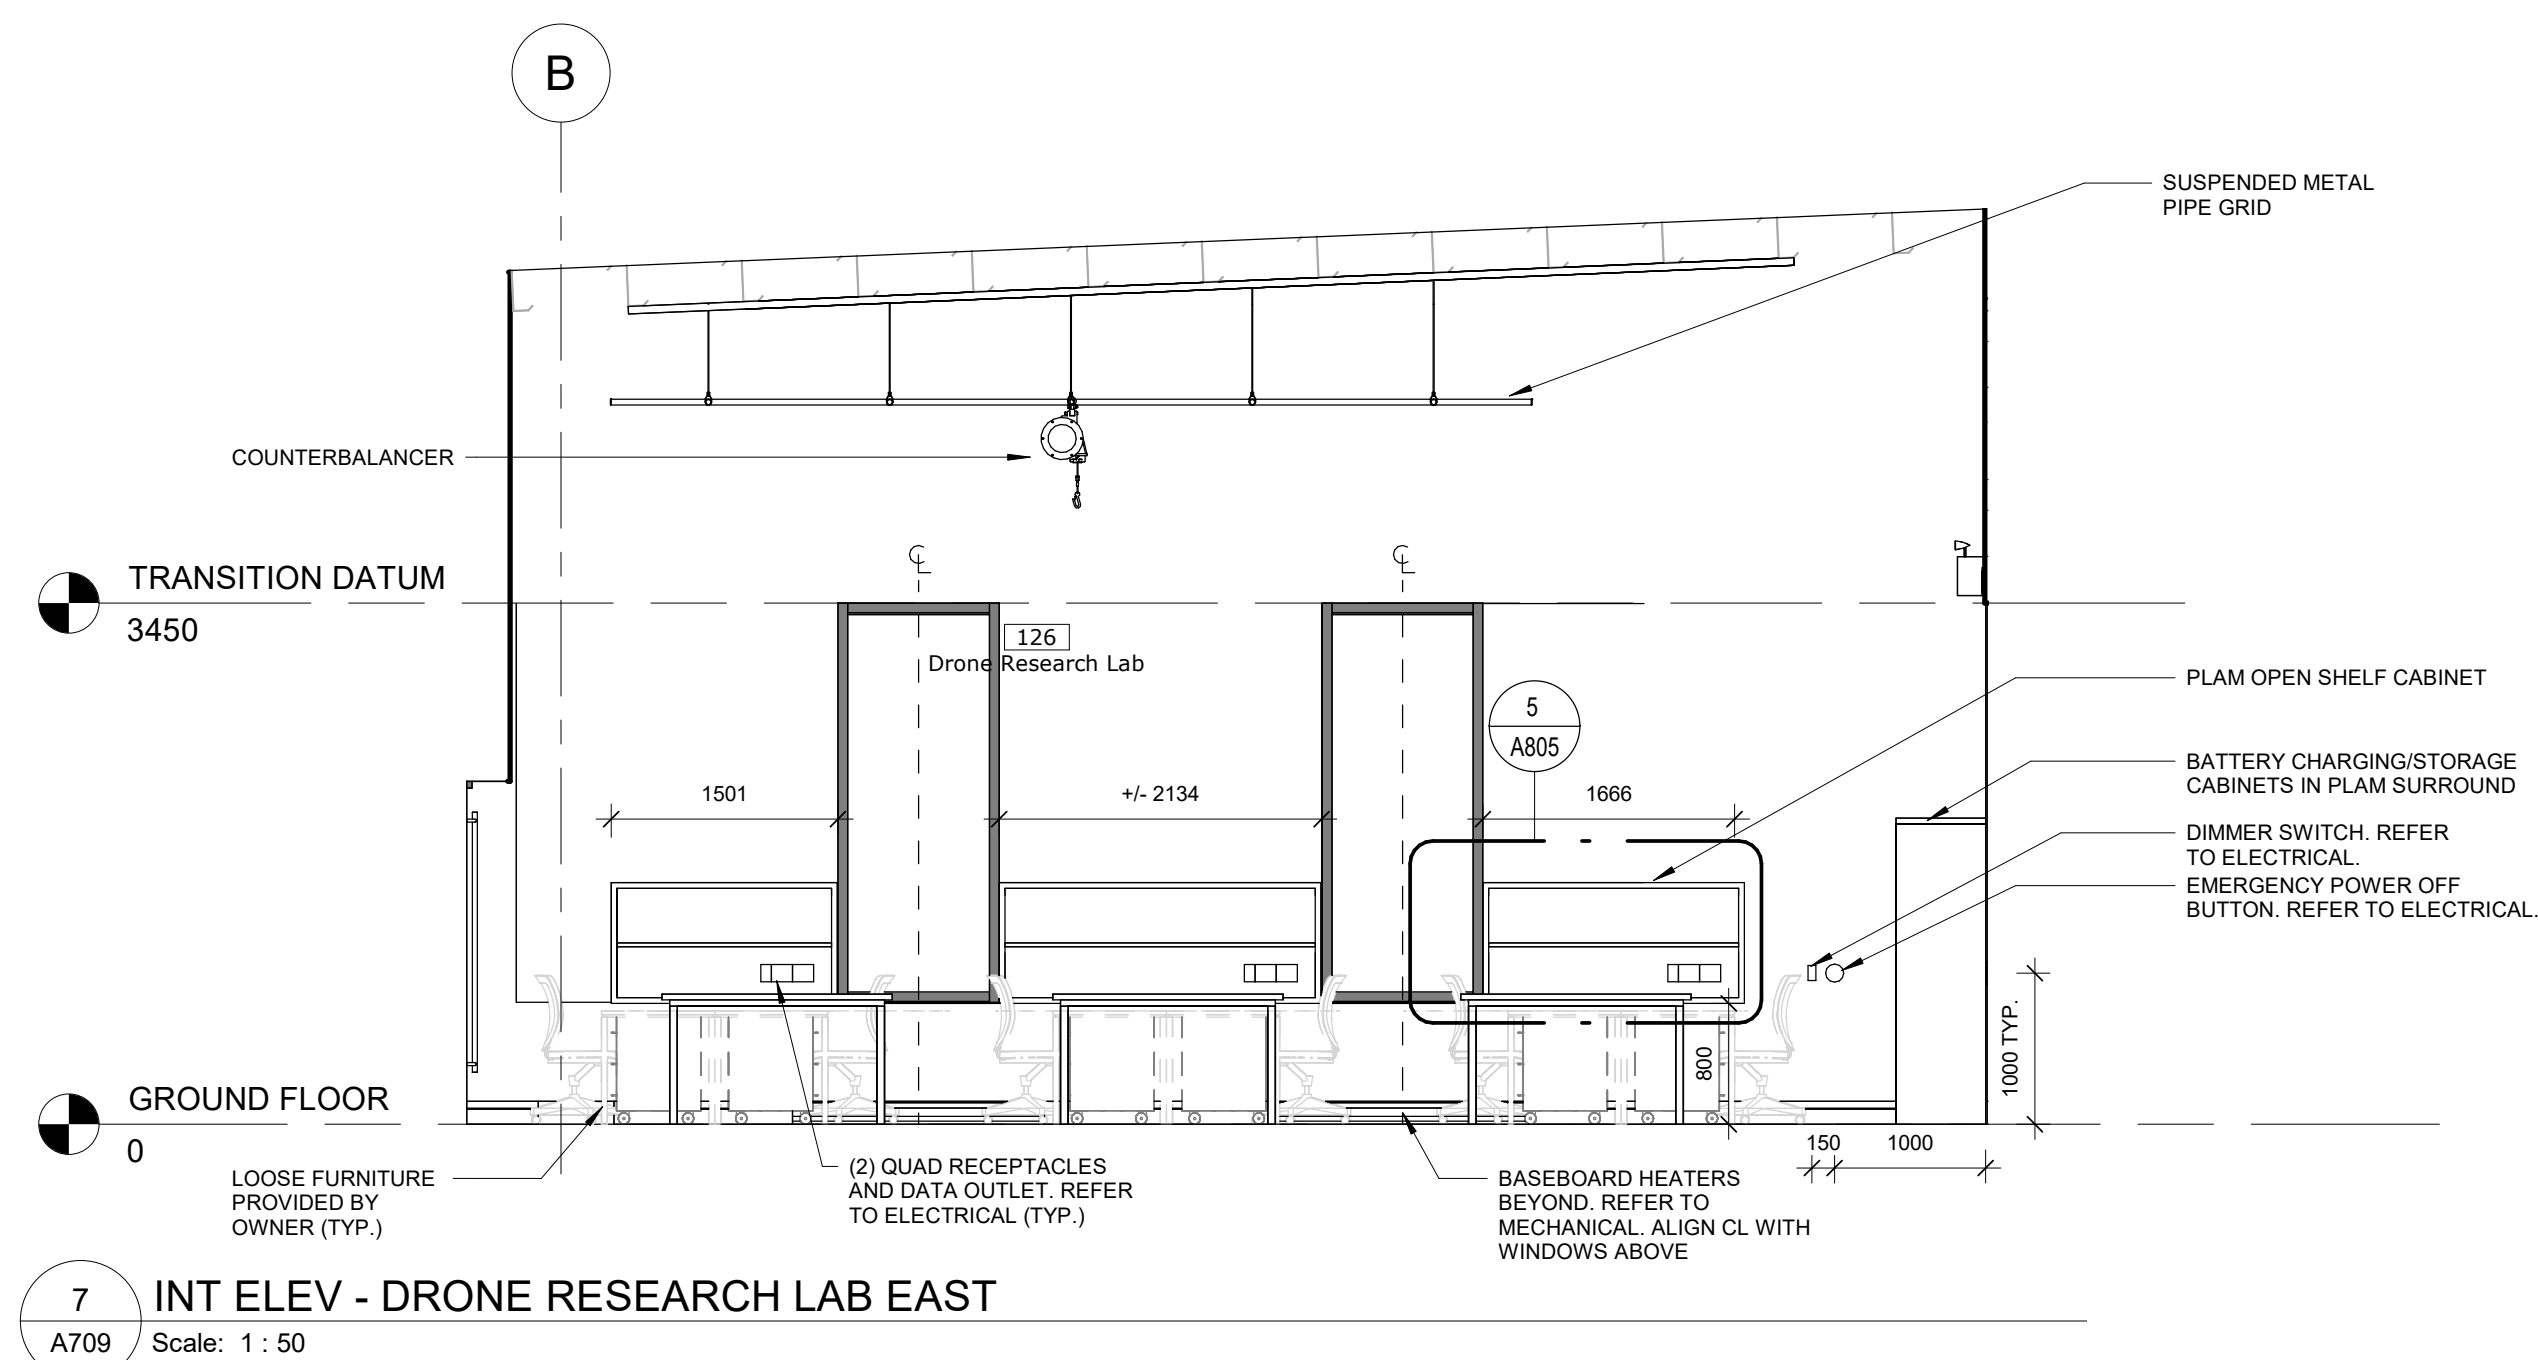 B
SUSPENDED METAL
PIPE GRID
COUNTERBALANCER
TRANSITION DATUM
3450
126
Drone Research Lab
PLAM OPEN SHELF CABINET
5
A805
BATTERY CHARGING/STORAGE
CABINETS IN PLAM SURROUND
1501
+/- 2134
1666
DIMMER SWITCH. REFER
TO ELECTRICAL.
EMERGENCY POWER OFF
BUTTON. REFER TO ELECTRICAL.
800
1000 TYP.
GROUND FLOOR
0
150
1000
LOOSE FURNITURE
PROVIDED BY
OWNER (TYP.)
(2) QUAD RECEPTACLES
AND DATA OUTLET. REFER
TO ELECTRICAL (TYP.)
BASEBOARD HEATERS
BEYOND. REFER TO
MECHANICAL. ALIGN CL WITH
WINDOWS ABOVE
7
A709
INT ELEV - DRONE RESEARCH LAB EAST
Scale: 1 : 50